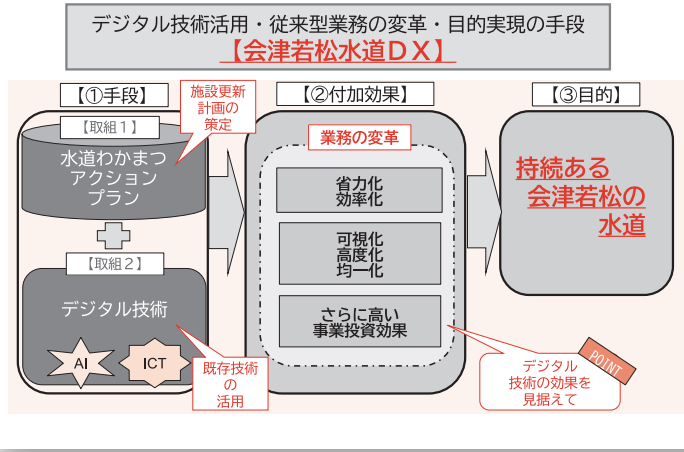 デジタル技術活用・従来型業務の変革・目的実現の手段
【会津若松水道ＤＸ】
【①手段】
施設更新
計画の
策定
【取組１】
水道わかまつ
アクション
プラン
【取組２】
デジタル技術
AI
ICT
既存技術
の
活用
【②付加効果】
業務の変革
省力化
効率化
可視化
高度化
均一化
さらに高い
事業投資効果
デジタル
技術の効果を
見据えて
POINT
【③目的】
持続ある
会津若松の
水道